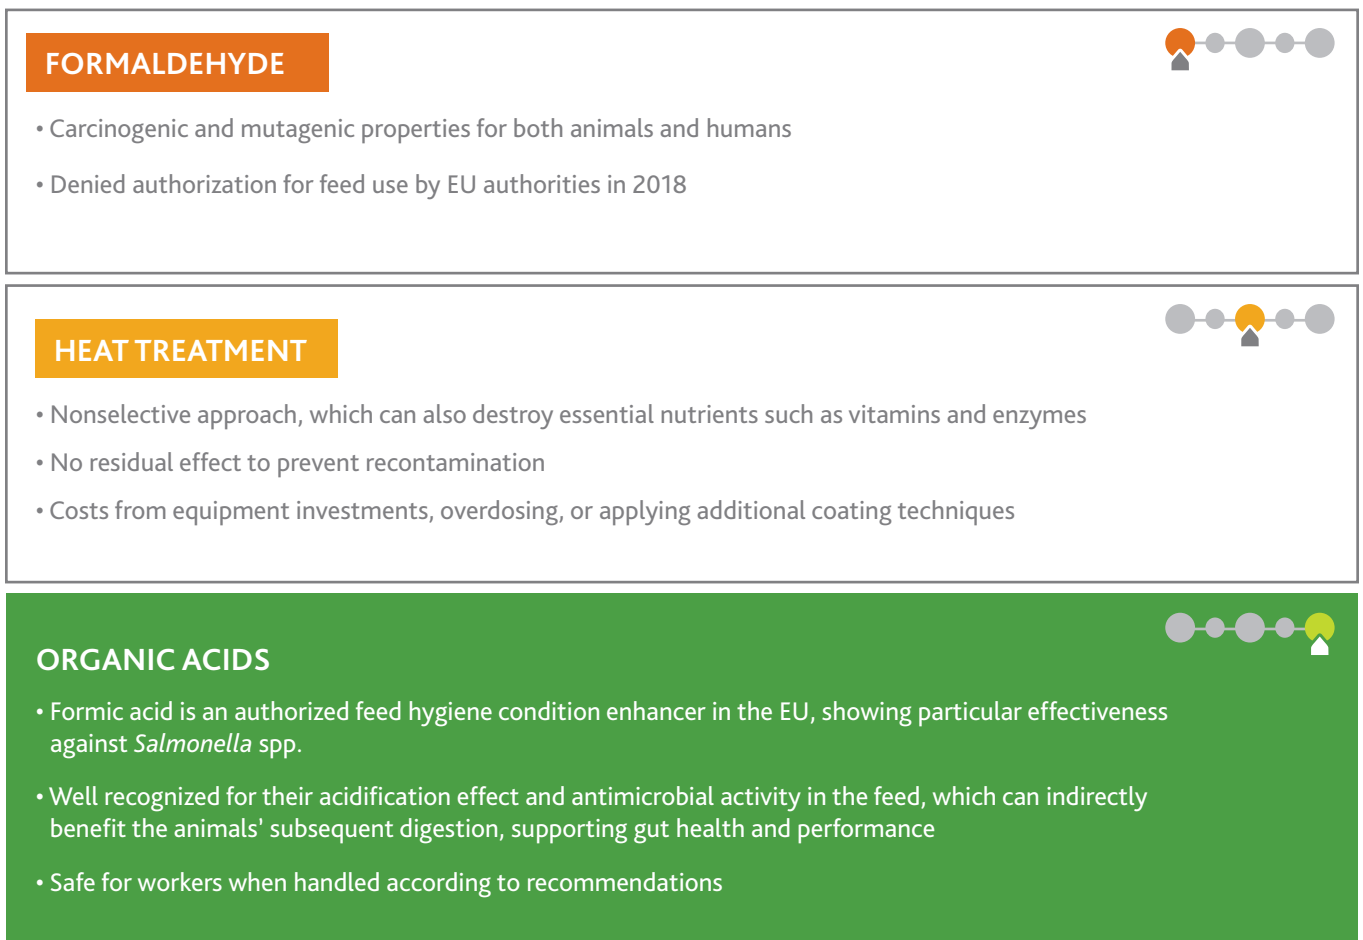 FORMALDEHYDE
• Carcinogenic and mutagenic properties for both animals and humans
• Denied authorization for feed use by EU authorities in 2018
HEAT TREATMENT
• Nonselective approach, which can also destroy essential nutrients such as vitamins and enzymes
• No residual effect to prevent recontamination
• Costs from equipment investments, overdosing, or applying additional coating techniques
ORGANIC ACIDS
• Formic acid is an authorized feed hygiene condition enhancer in the EU, showing particular effectiveness
against Salmonella spp.
• Well recognized for their acidification effect and antimicrobial activity in the feed, which can indirectly
benefit the animals’ subsequent digestion, supporting gut health and performance
• Safe for workers when handled according to recommendations